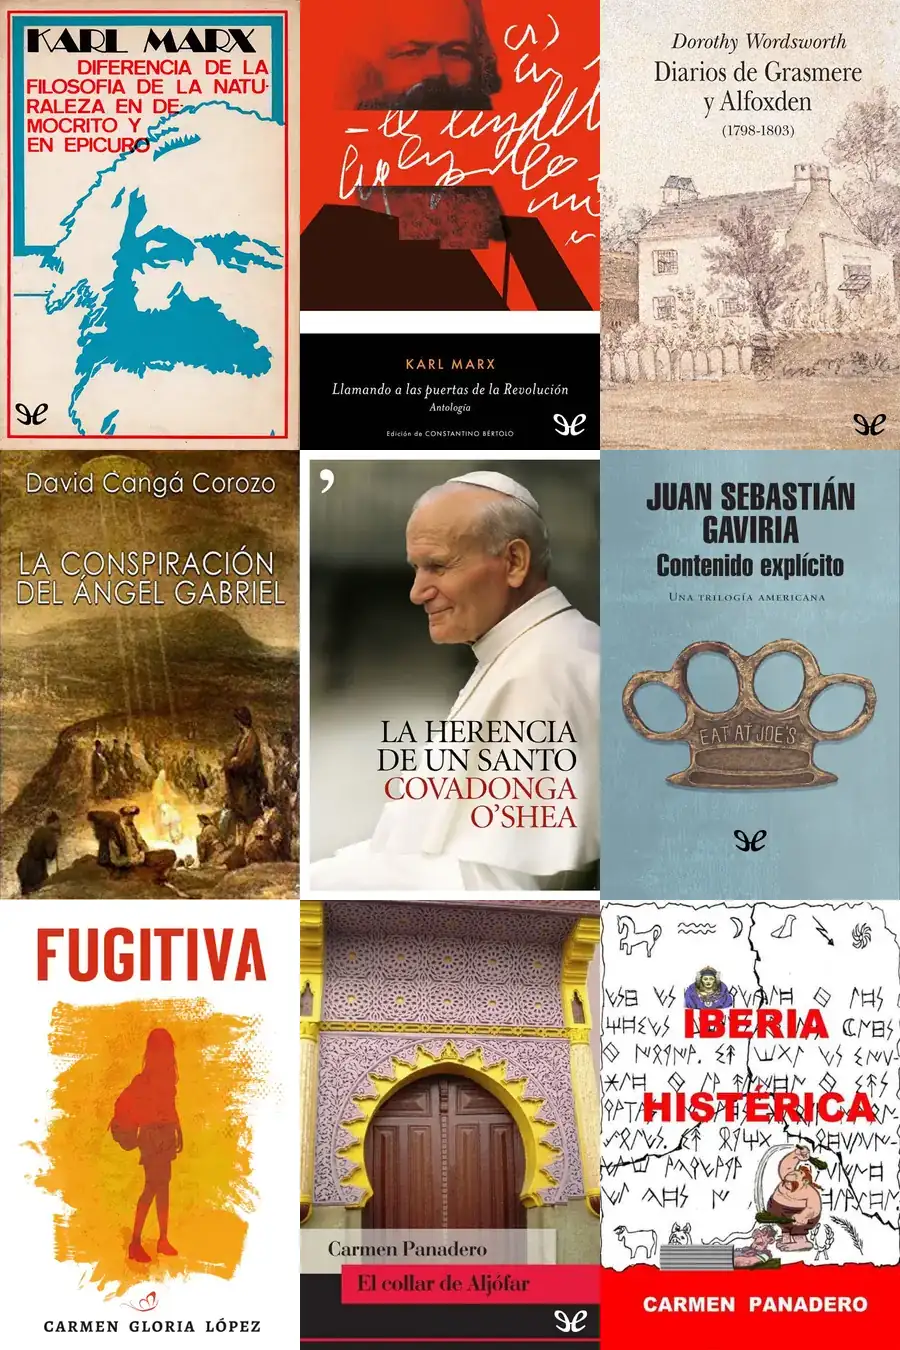 KARL MARX
DIFERENCIA DE LA
FILOSOFIA DE LA NATU-
RALEZA EN DE-
MOCRITO Y
EN EPICURO
KARL MARX
Llamando a las puertas de la Revolución
Antología
Edición de CONSTANTINO BÉRTOLO
Dorothy Wordsworth
Diarios de Grasmere
y Alfoxden
(1798-1803)
David Cangá Corozo
LA CONSPIRACIÓN
DEL ÁNGEL GABRIEL
LA HERENCIA
DE UN SANTO
COVADONGA
O'SHEA
JUAN SEBASTIÁN
GAVIRIA
Contenido explícito
UNA TRILOGÍA AMERICANA
EAT AT JOE'S
FUGITIVA
CARMEN GLORIA LÓPEZ
Carmen Panadero
El collar de Aljófar
IBERIA
HISTÉRICA
CARMEN PANADERO